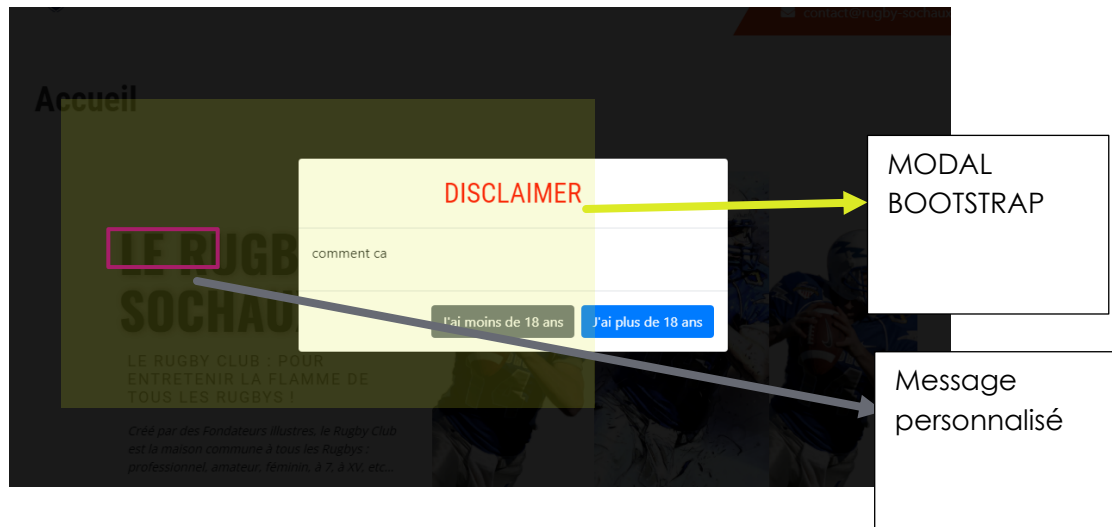 contact@rugby-sochaux
Accueil
DISCLAIMER
MODAL
BOOTSTRAP
comment ca
LE RUGB
SOCHAU
J'ai moins de 18 ans
J'ai plus de 18 ans
LE RUGBY CLUB : POUR
ENTRETENIR LA FLAMME DE
TOUS LES RUGBYS !
Message
personnalisé
Créé par des Fondateurs illustres, le Rugby Club
est la maison commune à tous les Rugbys :
professionnel, amateur, féminin, à 7, à XV, etc...